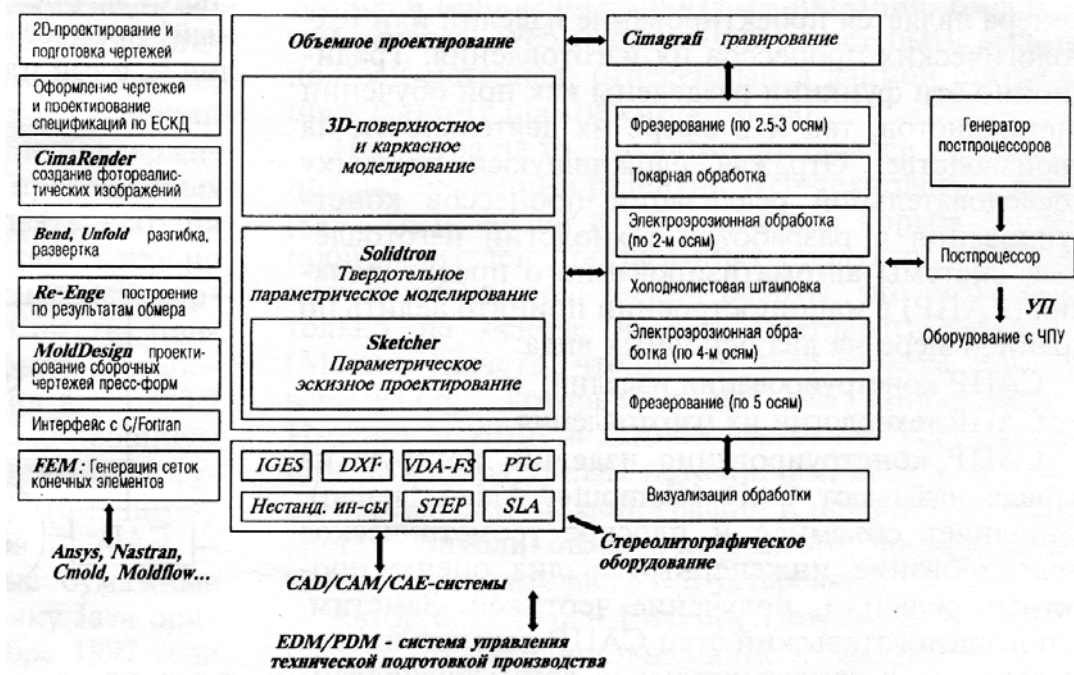 2D-проектирование и
подготовка чертежей
Оформление чертежей
и проектирование
спецификаций по ЕСКД
CimaRender
создание фотореалис-
тических изображений
Bend, Unfold разгибка,
развертка
Re-Enge построение
по результатам обмера
MoldDesign проекти-
рование сборочных
чертежей пресс-форм
Интерфейс с C/Fortran
FEM: Генерация сеток
конечных элементов
Ansys, Nastran,
Cmold, Moldflow...
Объемное проектирование
3D-поверхностное
и каркасное
моделирование
Solidtron
Твердотельное
параметрическое моделирование
Sketcher
Параметрическое
эскизное проектирование
IGES DXF VDA-FS PTC
Нестанд. ин-сы STEP SLA
CAD/CAM/CAE-системы
EDM/PDM - система управления
технической подготовкой производства
Стереолитографическое
оборудование
Cimagrafi гравирование
Фрезерование (по 2.5-3 осям)
Токарная обработка
Электроэрозионная обработка
(по 2-м осям)
Холоднолистовая штамповка
Электроэрозионная обра-
ботка (по 4-м осям)
Фрезерование (по 5 осям)
Визуализация обработки
Генератор
постпроцессоров
Постпроцессор
УП
Оборудование с ЧПУ